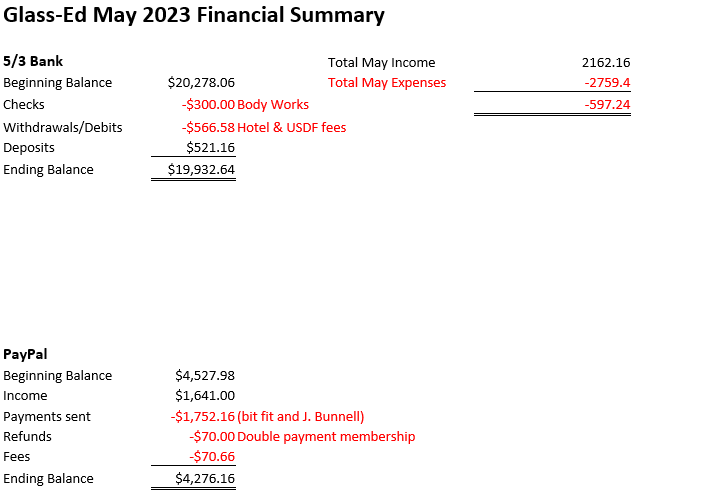 Glass-Ed May 2023 Financial Summary
5/3 Bank Total May Income 2162.16
Beginning Balance $20,278.06 Total May Expenses -2759.4
Checks -$300.00 Body Works -597.24
Withdrawals/Debits -$566.58 Hotel & USDF fees
Deposits $521.16
Ending Balance $19,932.64
PayPal
Beginning Balance $4,527.98
Income $1,641.00
Payments sent -$1,752.16 (bit fit and J. Bunnell)
Refunds -$70.00 Double payment membership
Fees -$70.66
Ending Balance $4,276.16